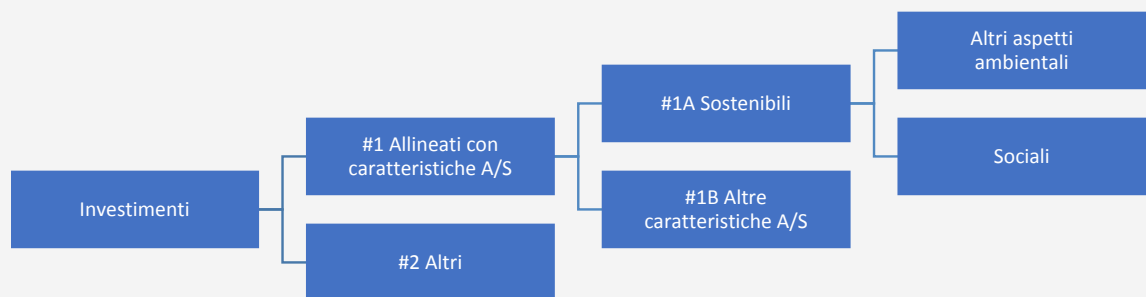 Investimenti
#1 Allineati con
caratteristiche A/S
#2 Altri
#1A Sostenibili
#1B Altre
caratteristiche A/S
Altri aspetti
ambientali
Sociali